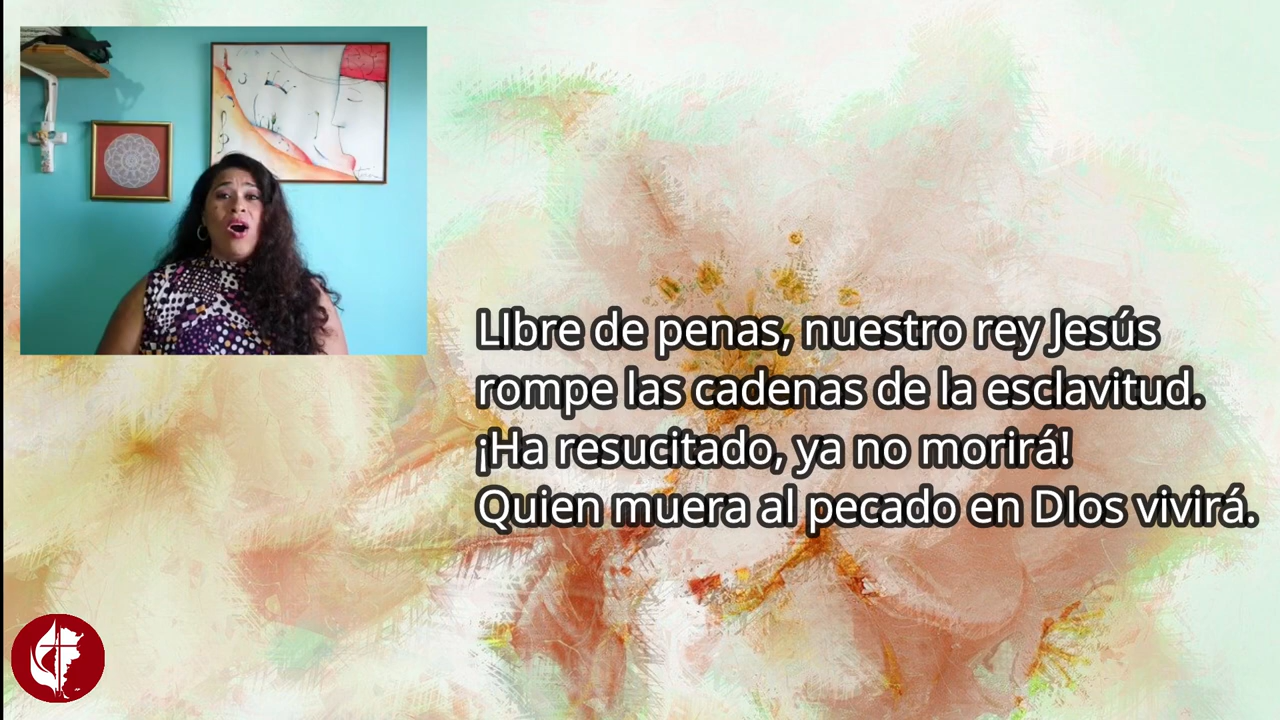 LIbre de penas, nuestro rey Jesús
rompe las cadenas de la esclavitud.
¡Ha resucitado, ya no morirá!
Quien muera al pecado en DIos vivirá.